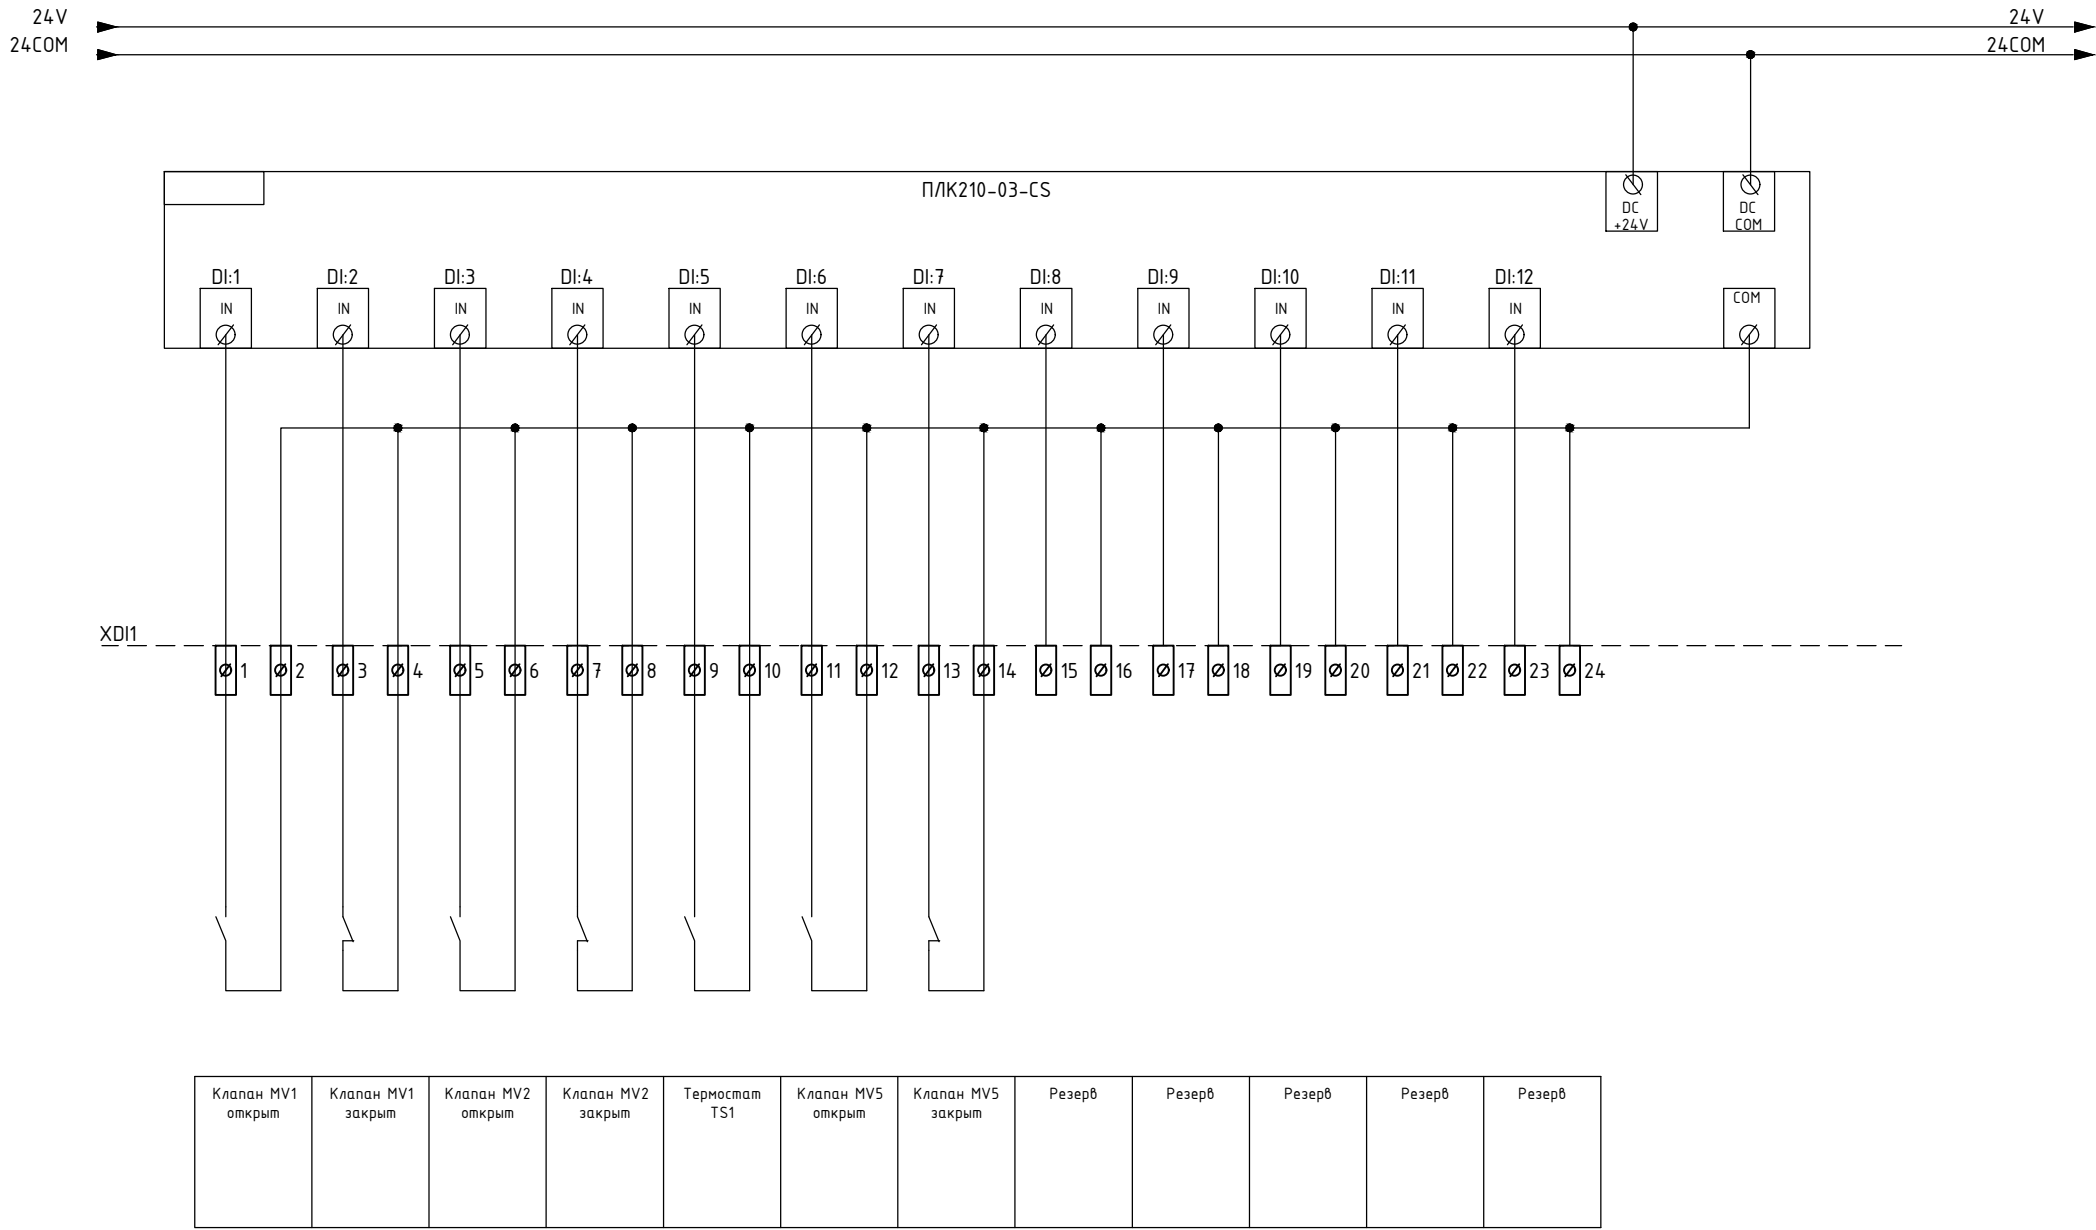 24V
24V
24COM
24COM
ПЛК210-03-CS
DC
+24V
DC
COM
DI:1
DI:2
DI:3
DI:4
DI:5
DI:6
DI:7
DI:8
DI:9
DI:10
DI:11
DI:12
IN
IN
IN
IN
IN
IN
IN
IN
IN
IN
IN
IN
COM
XDI1
1
2
3
4
5
6
7
8
9
10
11
12
13
14
15
16
17
18
19
20
21
22
23
24
Клапан MV1
открыт
Клапан MV1
закрыт
Клапан MV2
открыт
Клапан MV2
закрыт
Термостат
TS1
Клапан MV5
открыт
Клапан MV5
закрыт
Резерв
Резерв
Резерв
Резерв
Резерв